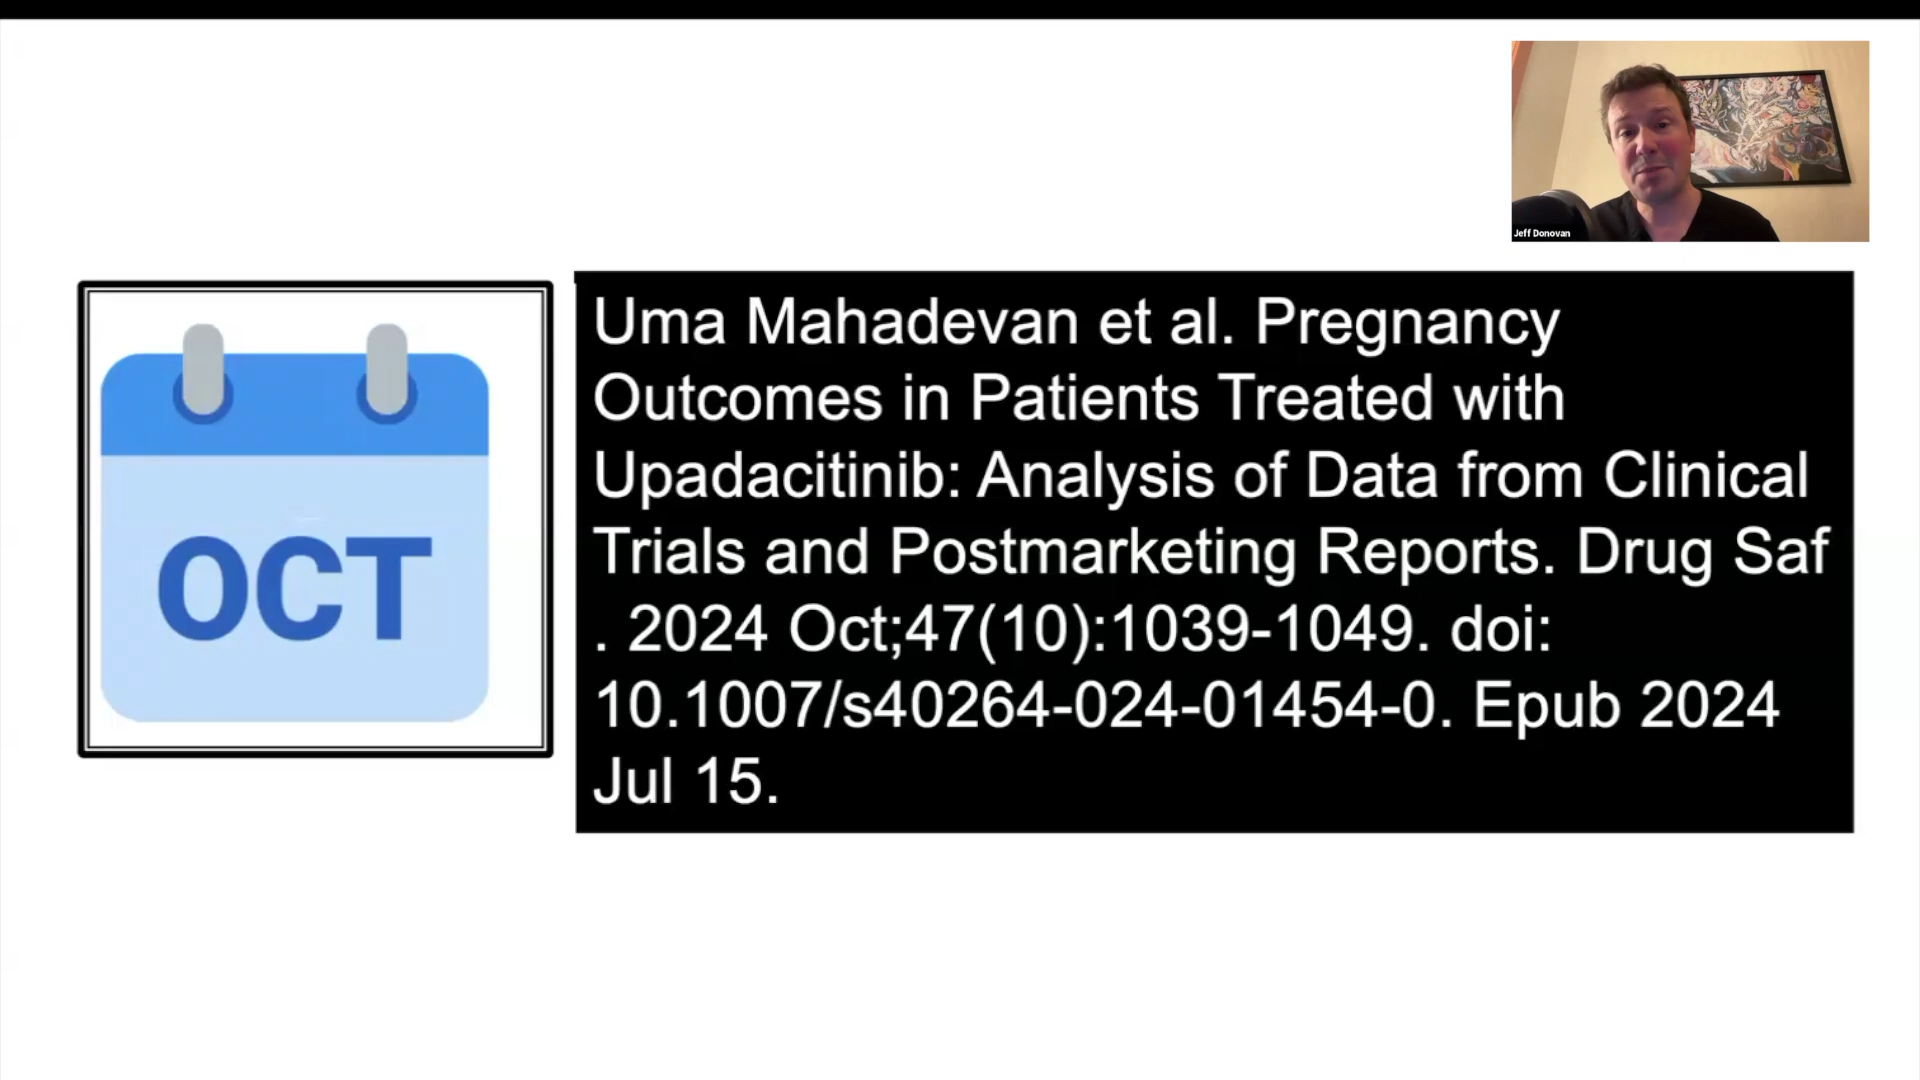 Jeff Donovan
OCT
Uma Mahadevan et al. Pregnancy
Outcomes in Patients Treated with
Upadacitinib: Analysis of Data from Clinical
Trials and Postmarketing Reports. Drug Saf
. 2024 Oct;47(10):1039-1049. doi:
10.1007/s40264-024-01454-0. Epub 2024
Jul 15.